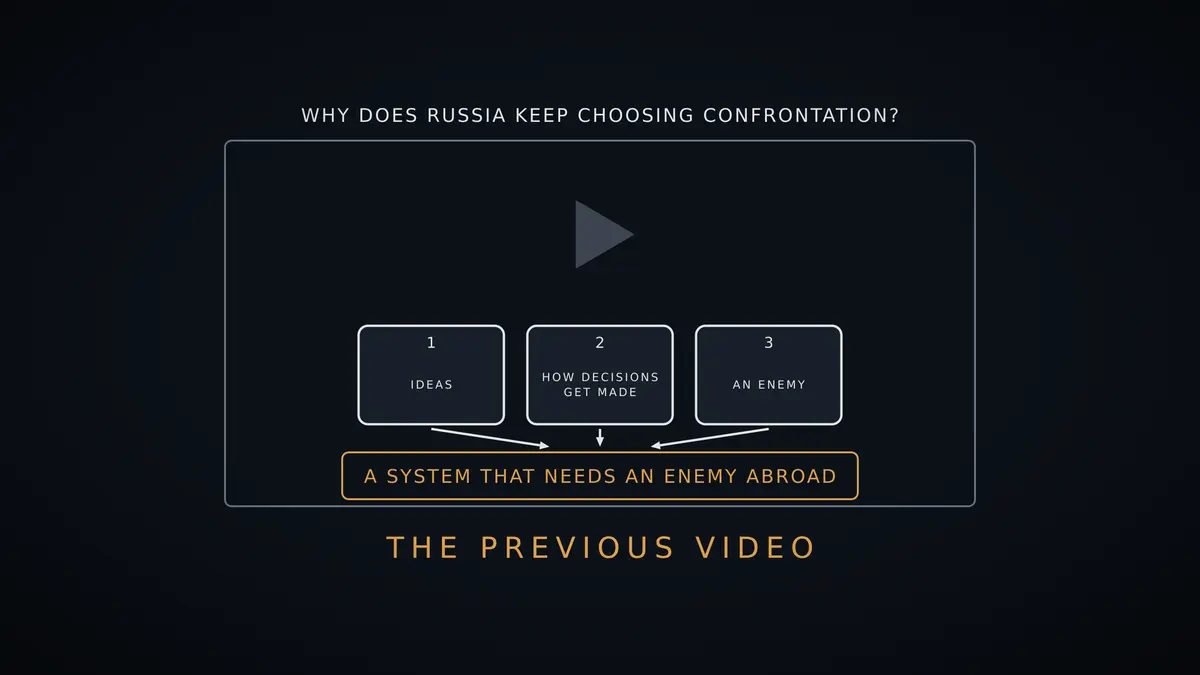 WHY DOES RUSSIA KEEP CHOOSING CONFRONTATION?
1
IDEAS
2
HOW DECISIONS
GET MADE
3
AN ENEMY
A SYSTEM THAT NEEDS AN ENEMY ABROAD
THE PREVIOUS VIDEO